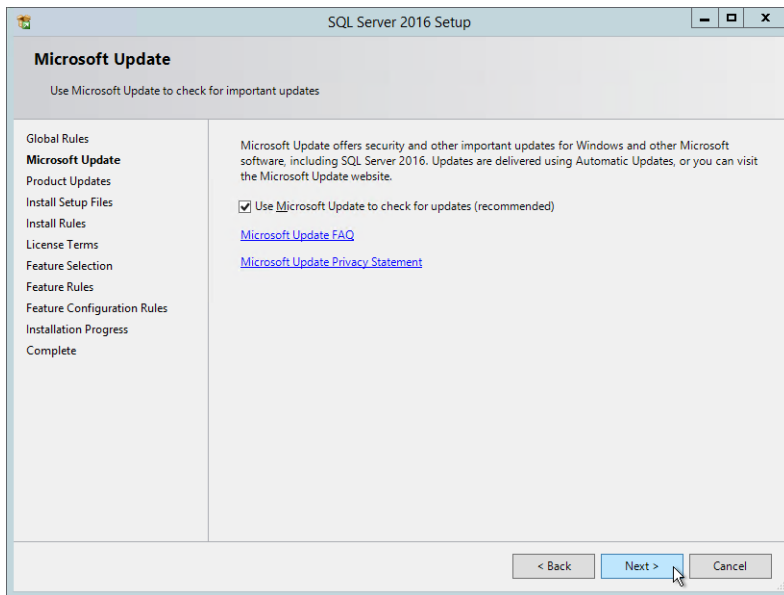 SQL Server 2016 Setup
Microsoft Update
Use Microsoft Update to check for important updates
Global Rules
Microsoft Update
Product Updates
Install Setup Files
Install Rules
License Terms
Feature Selection
Feature Rules
Feature Configuration Rules
Installation Progress
Complete
Microsoft Update offers security and other important updates for Windows and other Microsoft
software, including SQL Server 2016. Updates are delivered using Automatic Updates, or you can visit
the Microsoft Update website.
Use Microsoft Update to check for updates (recommended)
Microsoft Update FAQ
Microsoft Update Privacy Statement
< Back
Next >
Cancel